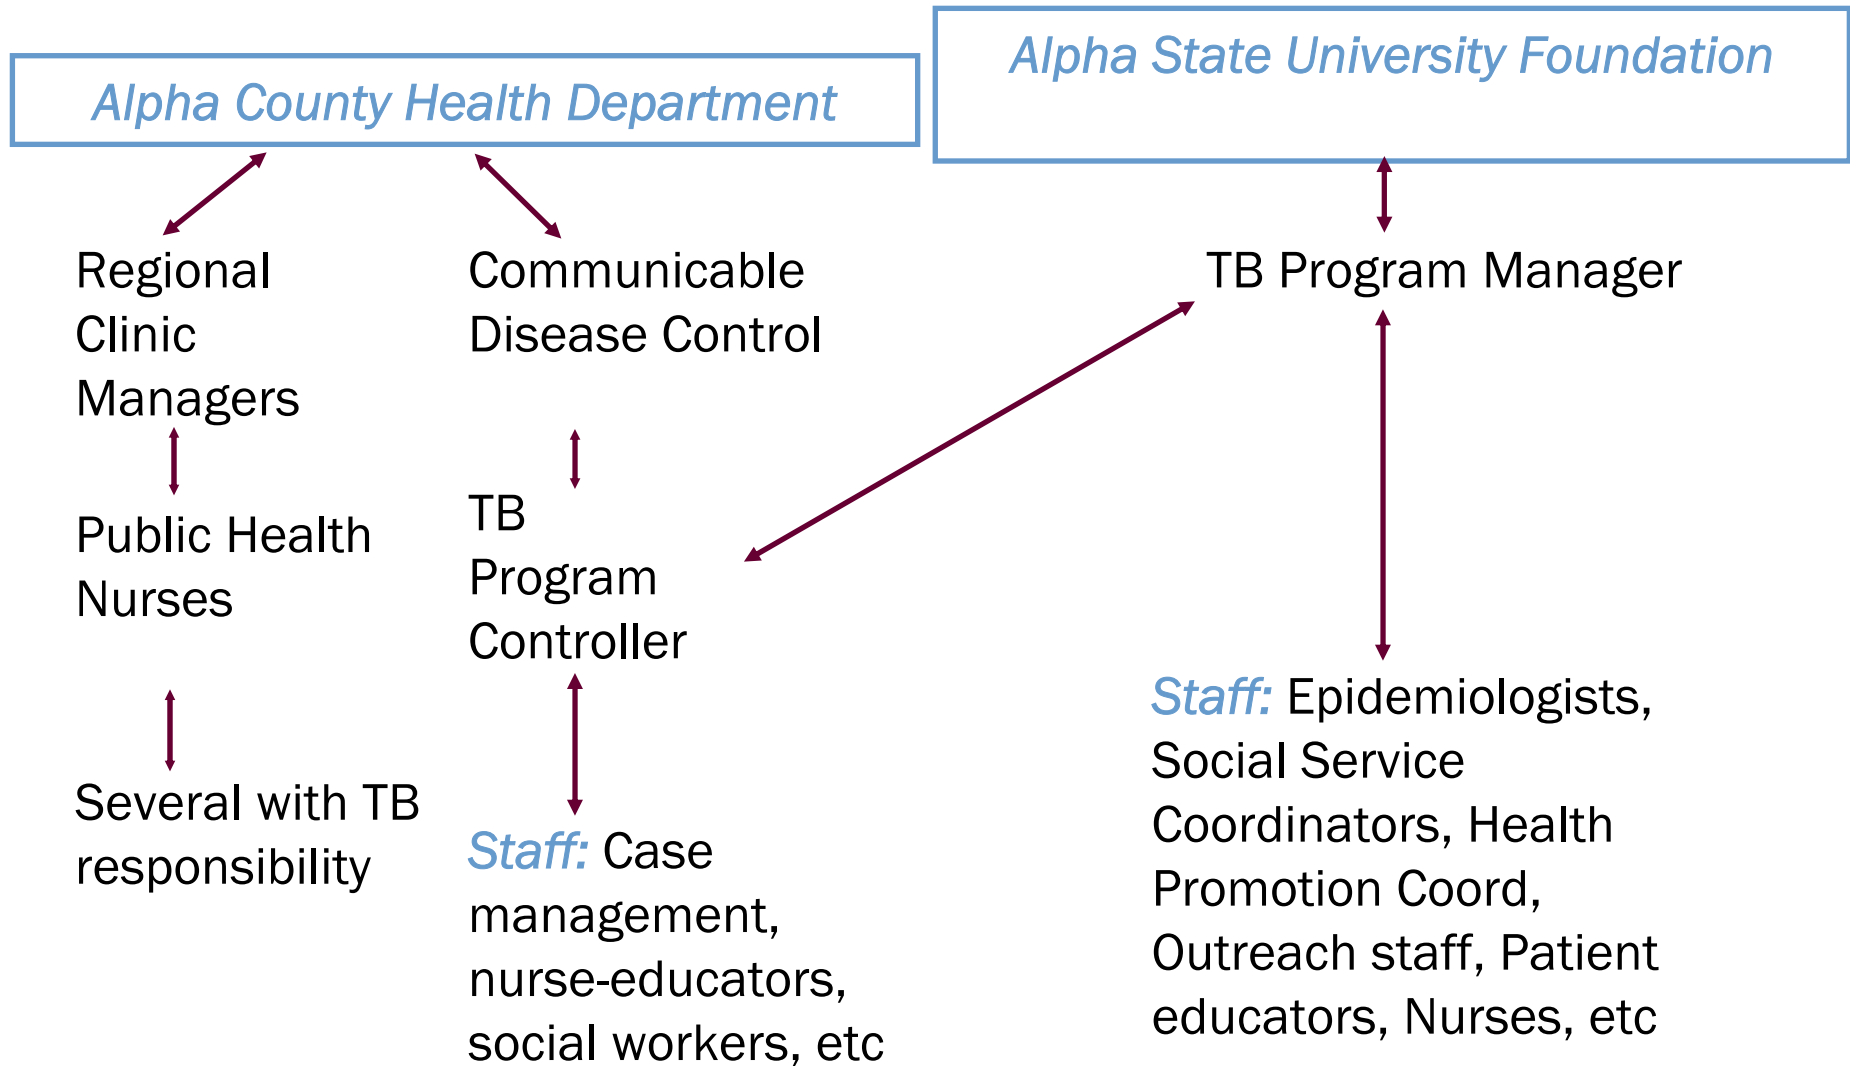 Alpha County Health Department
Alpha State University Foundation
Regional
Clinic
Managers
Communicable
Disease Control
TB Program Manager
Public Health
Nurses
TB
Program
Controller
Several with TB
responsibility
Staff: Case
management,
nurse-educators,
social workers, etc
Staff: Epidemiologists,
Social Service
Coordinators, Health
Promotion Coord,
Outreach staff, Patient
educators, Nurses, etc